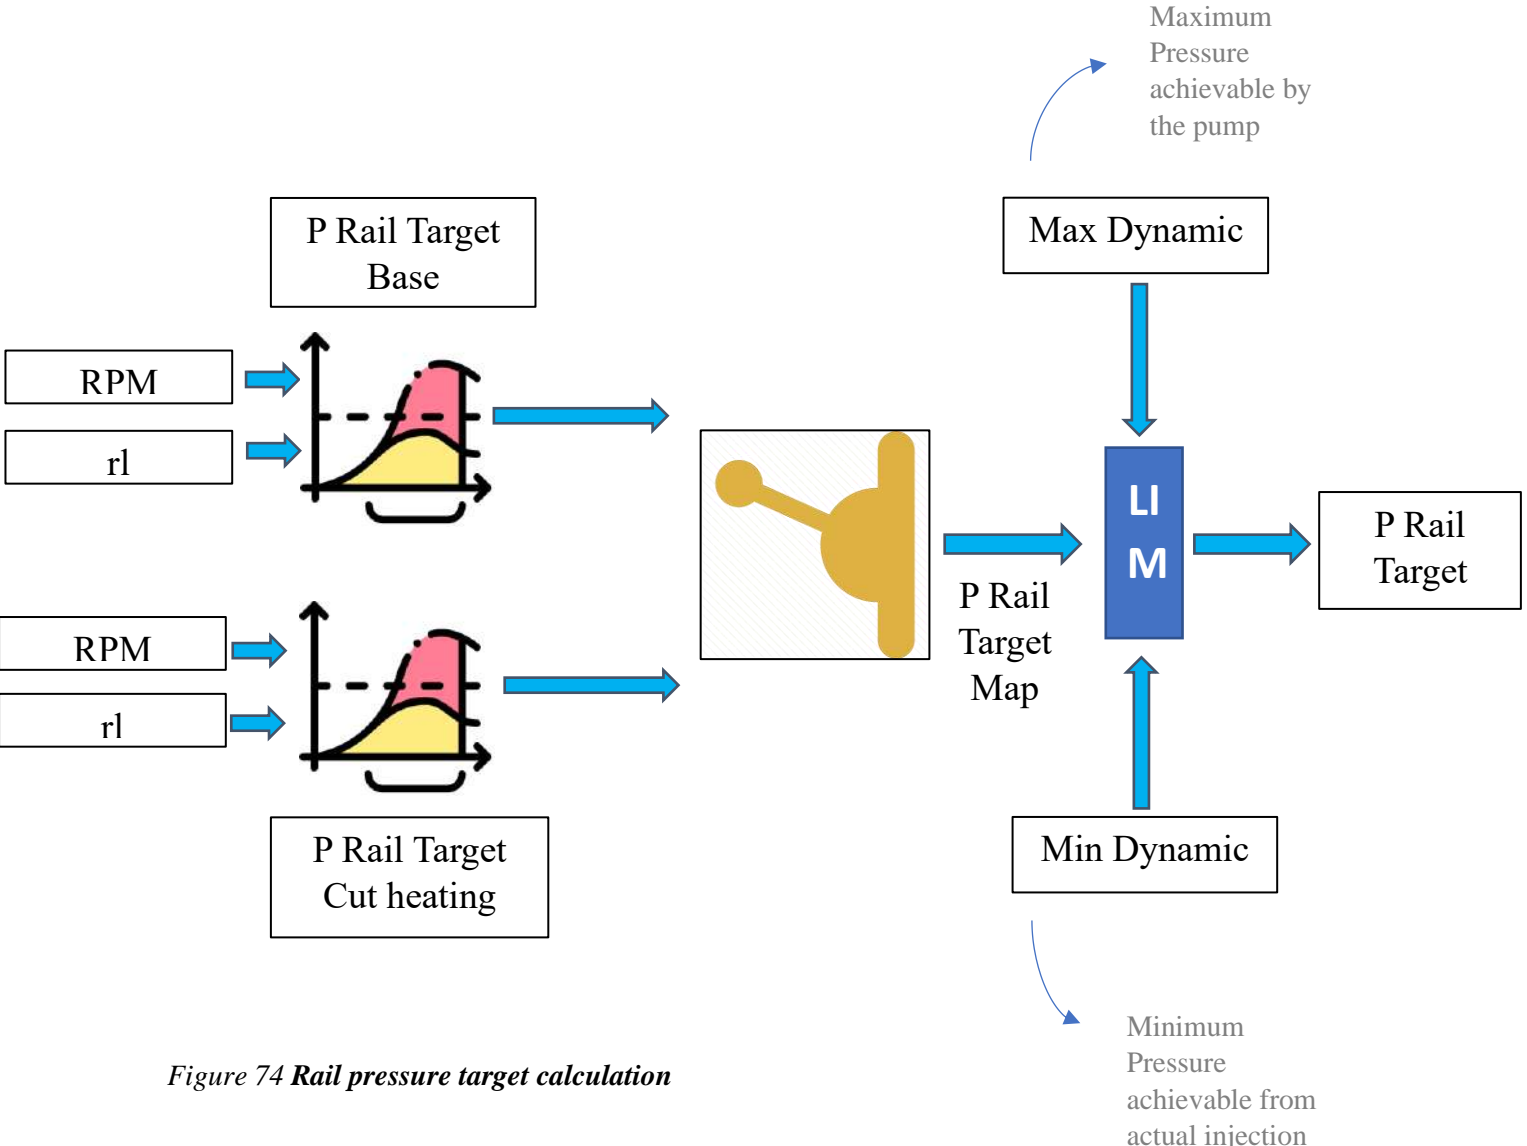 Maximum
Pressure
achievable by
the pump
P Rail Target
Base
Max Dynamic
RPM
rl
LI
M
P Rail
Target
P Rail
Target
Map
RPM
rl
P Rail Target
Cut heating
Min Dynamic
Minimum
Pressure
achievable from
actual injection
Figure 74 Rail pressure target calculation